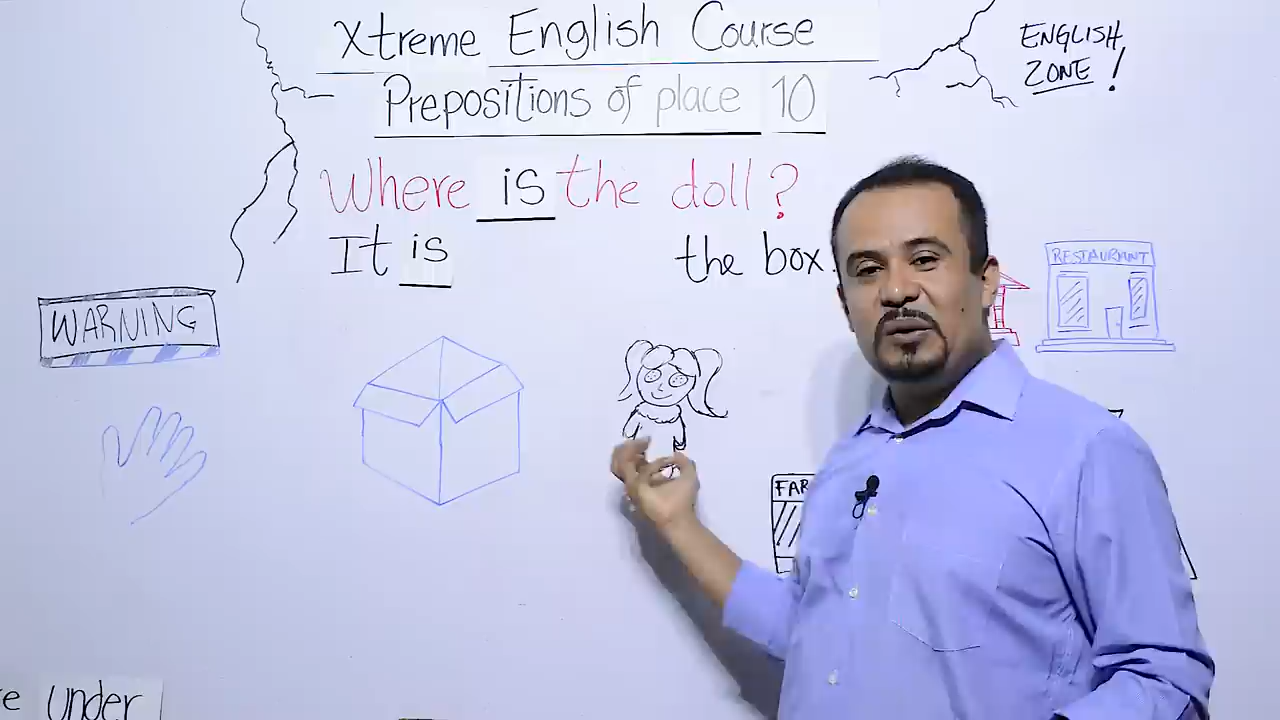 Xtreme English Course
Prepositions of place 10
ENGLISH
ZONE!
Where is the doll?
It is the box.
WARNING
RESTAURANT
FAR
e under